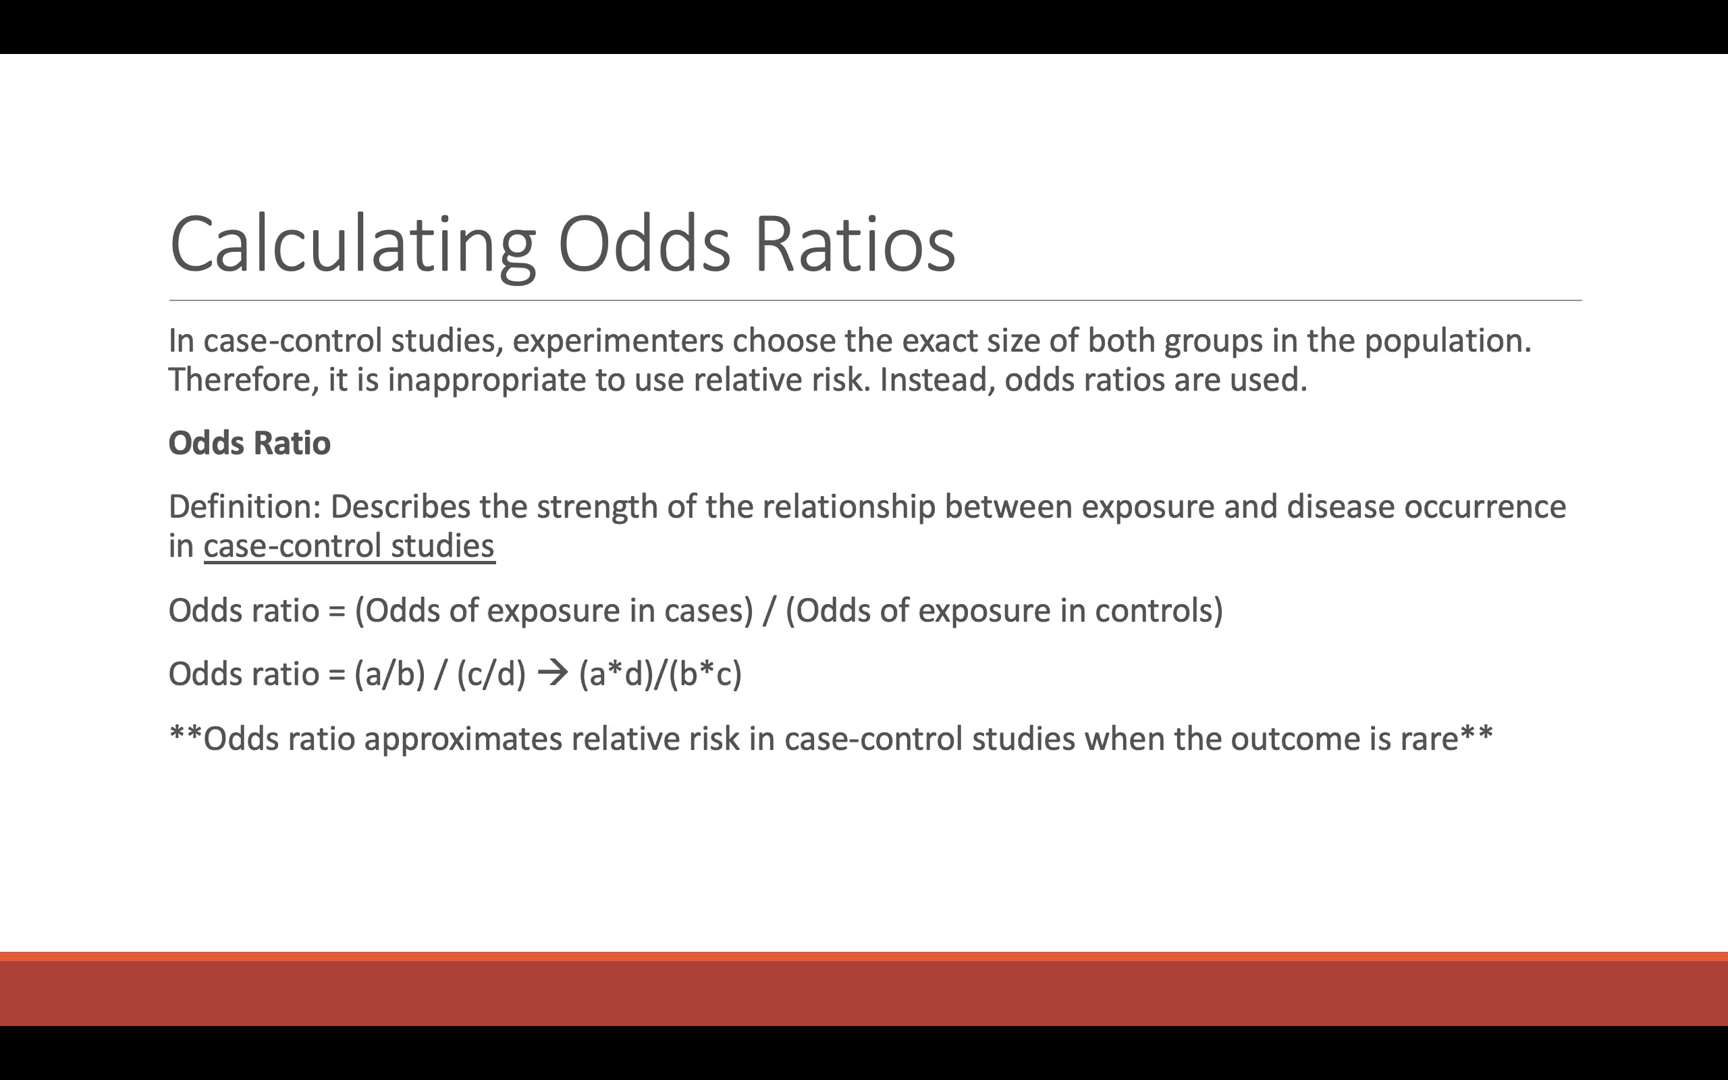 Calculating Odds Ratios
In case-control studies, experimenters choose the exact size of both groups in the population.
Therefore, it is inappropriate to use relative risk. Instead, odds ratios are used.
Odds Ratio
Definition: Describes the strength of the relationship between exposure and disease occurrence
in case-control studies
Odds ratio = (Odds of exposure in cases) / (Odds of exposure in controls)
Odds ratio = (a/b) / (c/d) → (a*d)/(b*c)
**Odds ratio approximates relative risk in case-control studies when the outcome is rare**